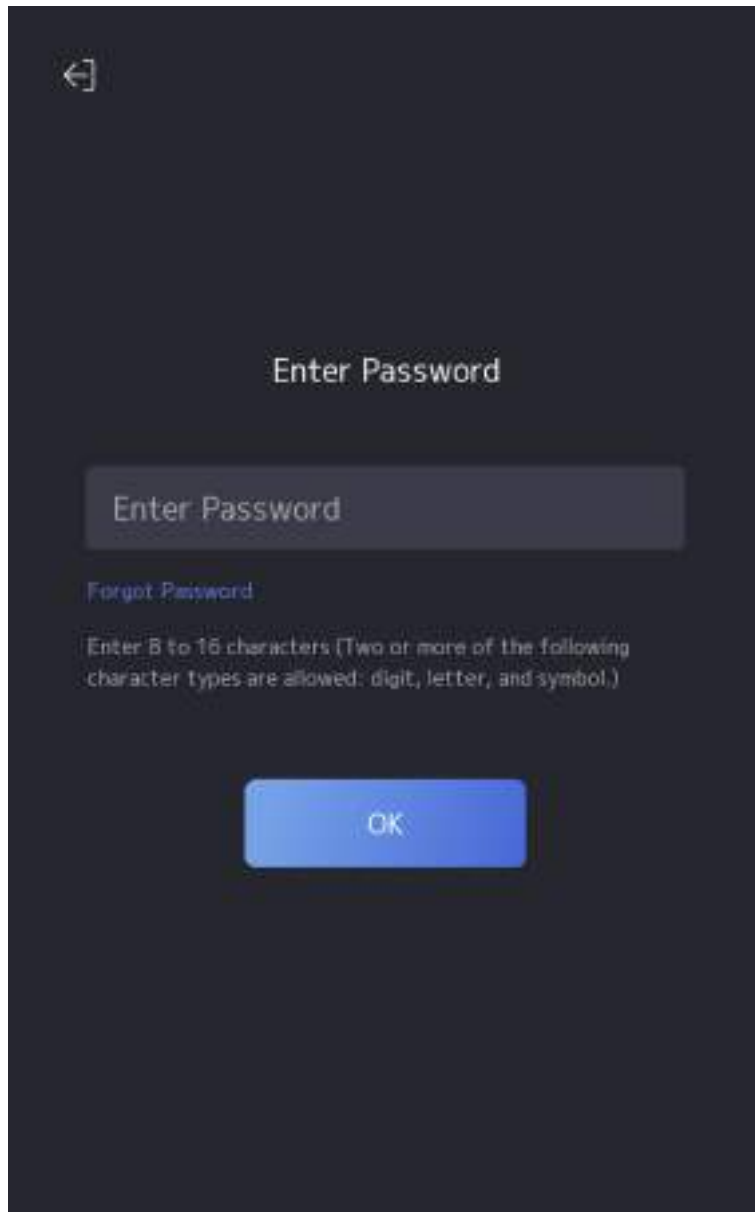 Enter Password
Enter Password
Forgot Password
Enter 8 to 16 characters (Two or more of the following
character types are allowed: digit, letter, and symbol.)
OK